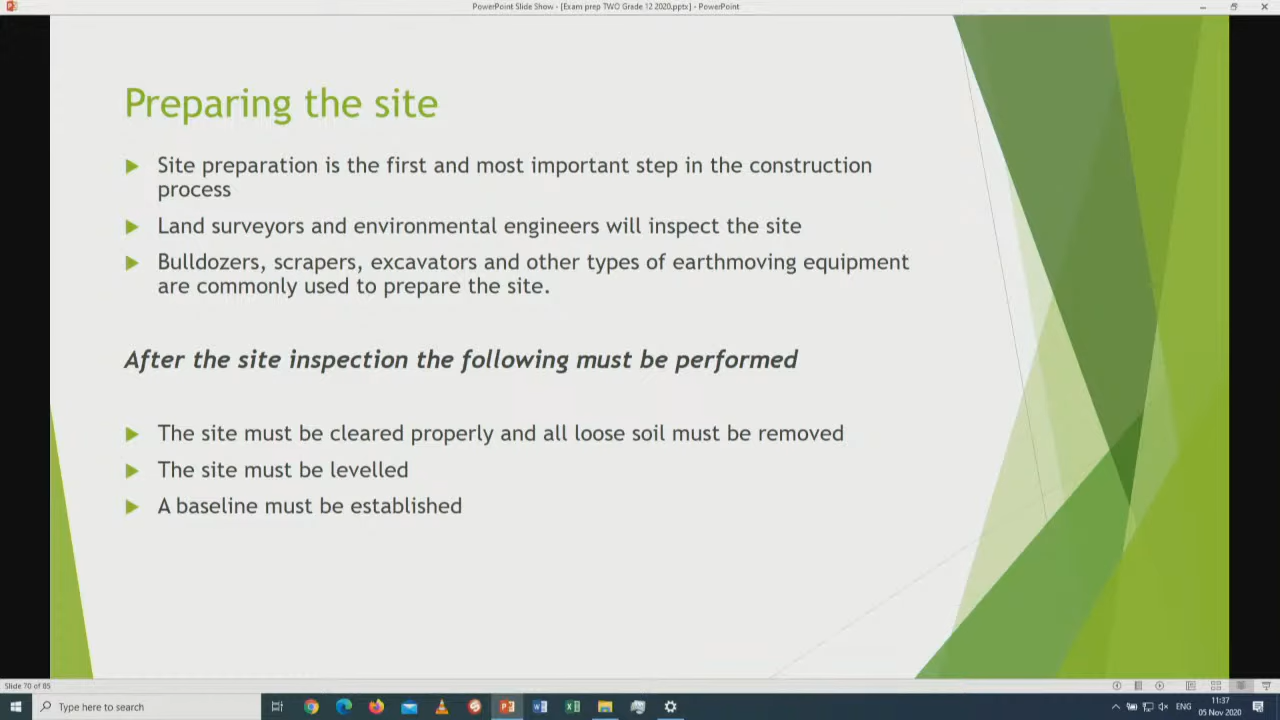 PowerPoint Slide Show - [Exam prep TWO Grade 12 2020.pptx] - PowerPoint
Preparing the site
Site preparation is the first and most important step in the construction
process
Land surveyors and environmental engineers will inspect the site
Bulldozers, scrapers, excavators and other types of earthmoving equipment
are commonly used to prepare the site.
After the site inspection the following must be performed
The site must be cleared properly and all loose soil must be removed
The site must be levelled
A baseline must be established
Slide 70 of 85
Type here to search
ENG
11:37
05 Nov 2020